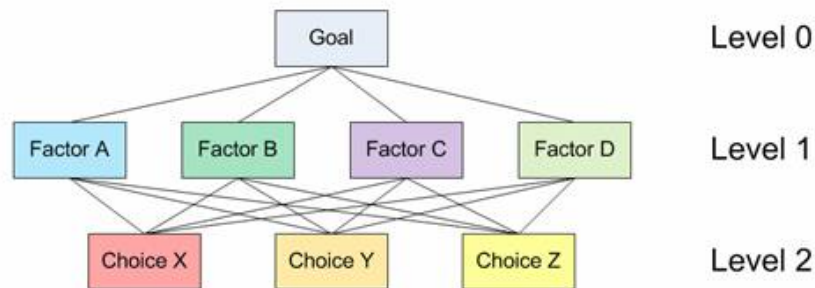 Goal
Level 0
Factor A
Factor B
Factor C
Factor D
Level 1
Choice X
Choice Y
Choice Z
Level 2